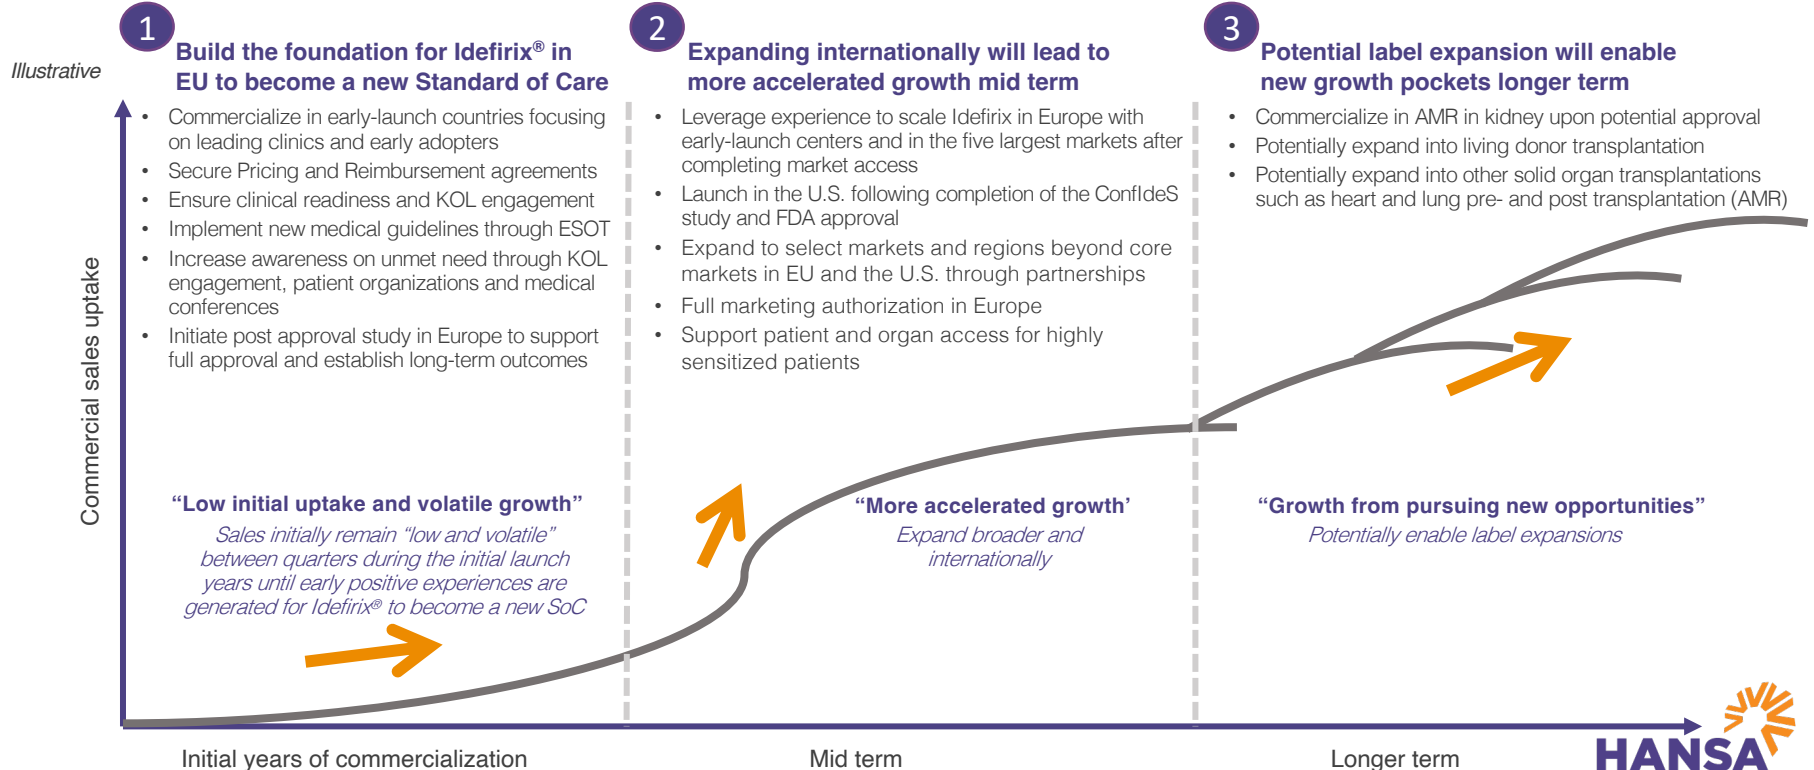 Illustrative
Commercial sales uptake
1
Build the foundation for Idefirix® in
EU to become a new Standard of Care
• Commercialize in early-launch countries focusing
on leading clinics and early adopters
• Secure Pricing and Reimbursement agreements
• Ensure clinical readiness and KOL engagement
• Implement new medical guidelines through ESOT
• Increase awareness on unmet need through KOL
engagement, patient organizations and medical
conferences
• Initiate post approval study in Europe to support
full approval and establish long-term outcomes
“Low initial uptake and volatile growth”
Sales initially remain “low and volatile”
between quarters during the initial launch
years until early positive experiences are
generated for Idefirix® to become a new SoC
Initial years of commercialization
2
Expanding internationally will lead to
more accelerated growth mid term
• Leverage experience to scale Idefirix in Europe with
early-launch centers and in the five largest markets after
completing market access
• Launch in the U.S. following completion of the ConfIdeS
study and FDA approval
• Expand to select markets and regions beyond core
markets in EU and the U.S. through partnerships
• Full marketing authorization in Europe
• Support patient and organ access for highly
sensitized patients
“More accelerated growth’
Expand broader and
internationally
Mid term
3
Potential label expansion will enable
new growth pockets longer term
• Commercialize in AMR in kidney upon potential approval
• Potentially expand into living donor transplantation
• Potentially expand into other solid organ transplantations
such as heart and lung pre- and post transplantation (AMR)
“Growth from pursuing new opportunities”
Potentially enable label expansions
Longer term
HANSA